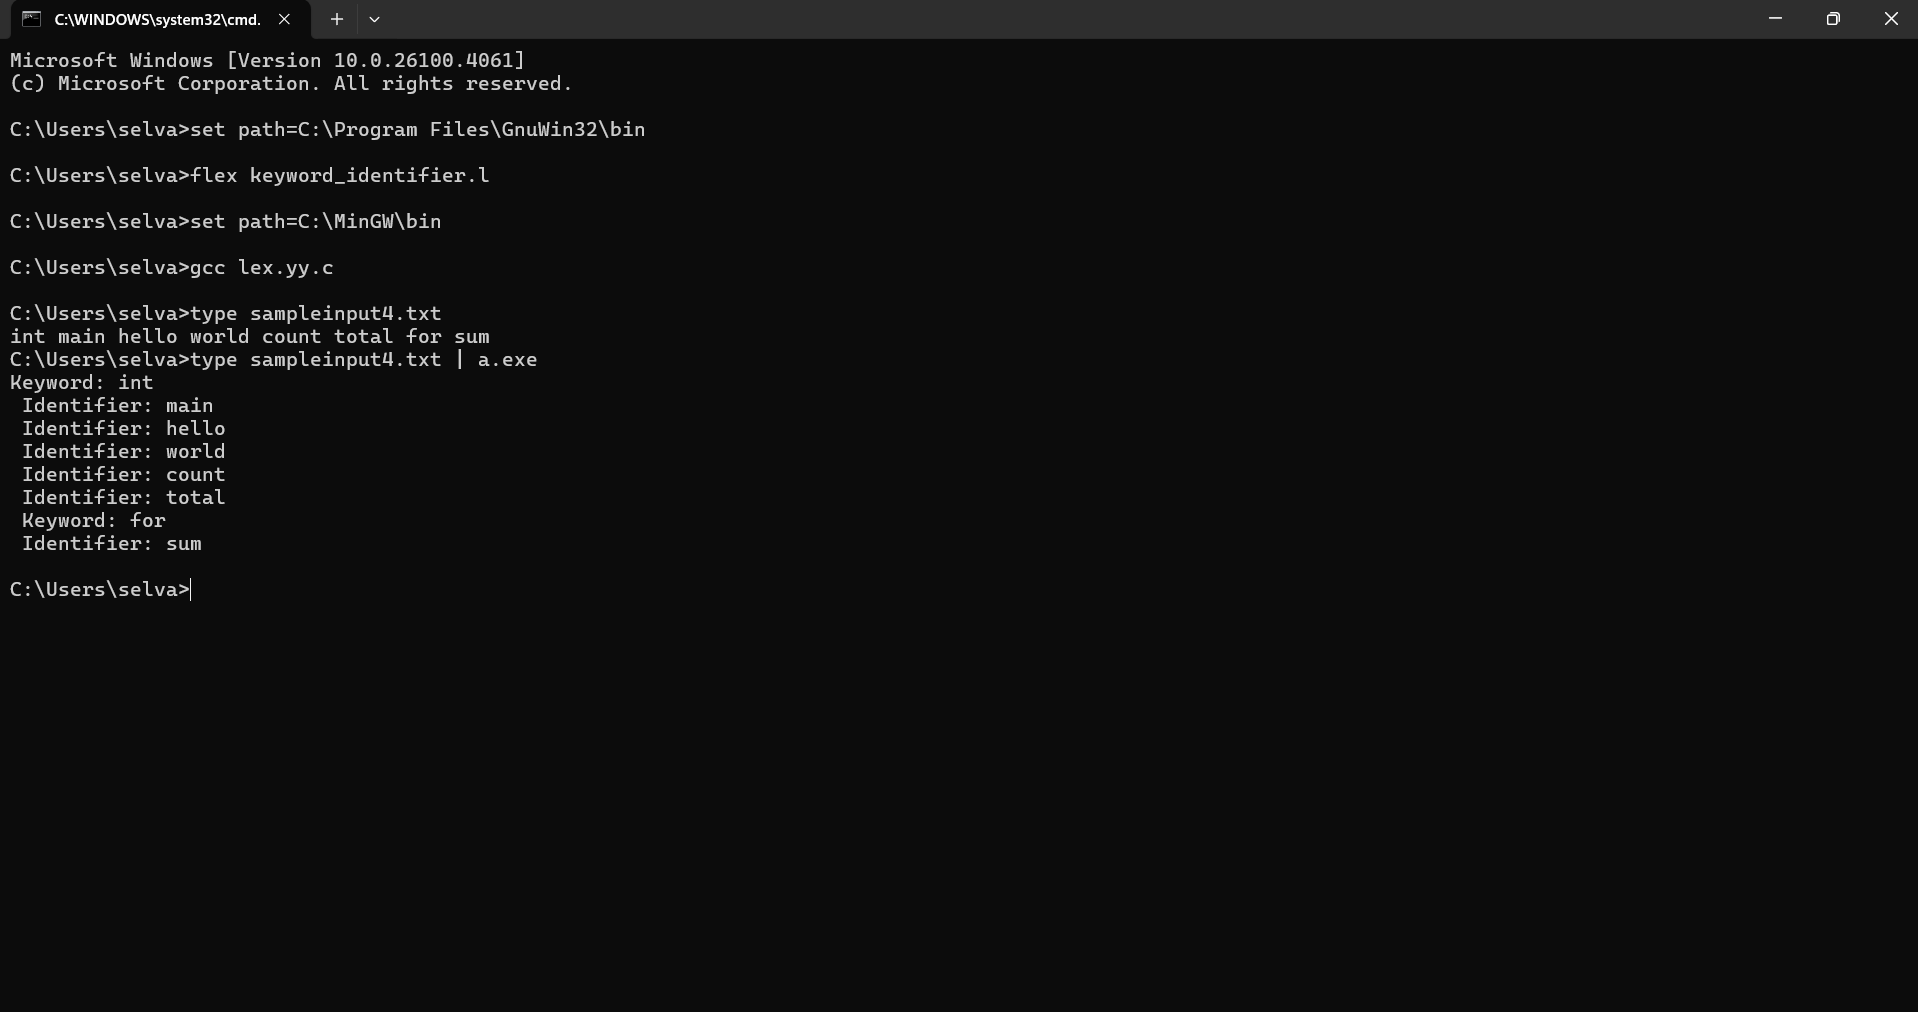 C:\WINDOWS\system32\cmd.
Microsoft Windows [Version 10.0.26100.4061]
(c) Microsoft Corporation. All rights reserved.
C:\Users\selva>set path=C:\Program Files\GnuWin32\bin
C:\Users\selva>flex keyword_identifier.l
C:\Users\selva>set path=C:\MinGW\bin
C:\Users\selva>gcc lex.yy.c
C:\Users\selva>type sampleinput4.txt
int main hello world count total for sum
C:\Users\selva>type sampleinput4.txt | a.exe
Keyword: int
 Identifier: main
 Identifier: hello
 Identifier: world
 Identifier: count
 Identifier: total
 Keyword: for
 Identifier: sum
C:\Users\selva>